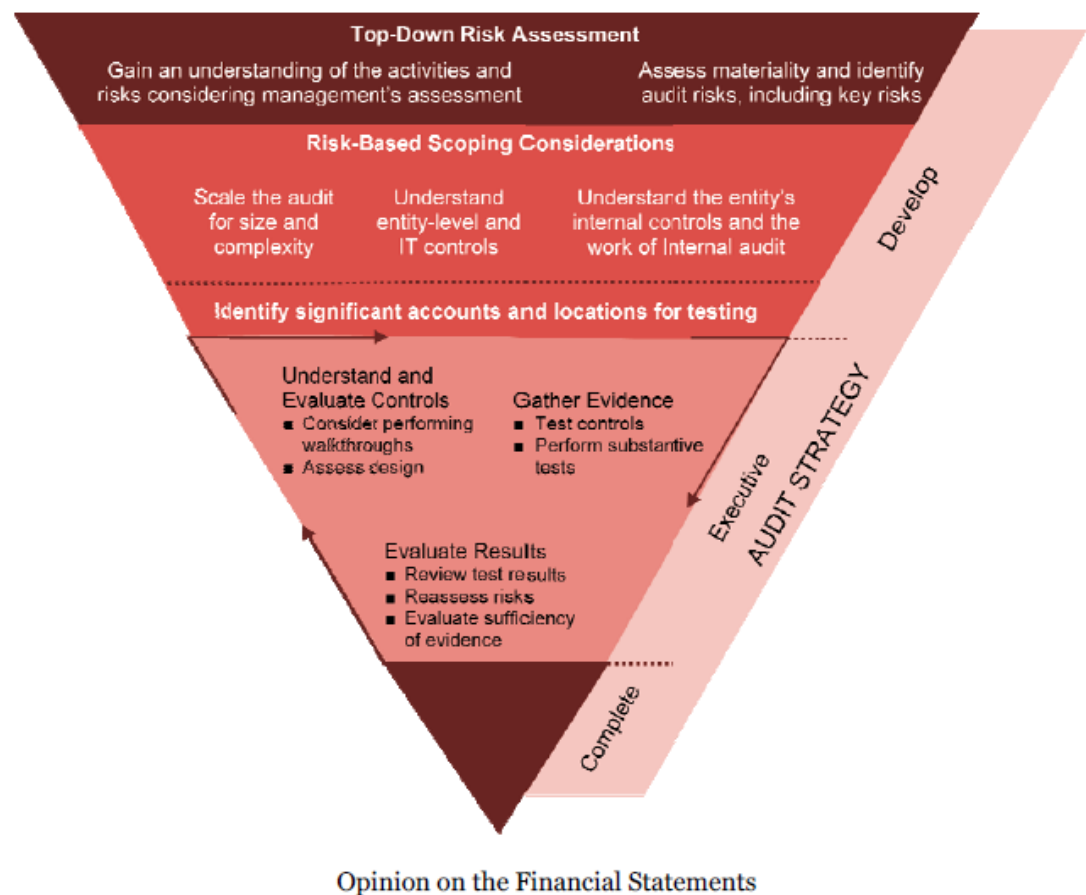 Top-Down Risk Assessment
Gain an understanding of the activities and
risks considering management's assessment
Assess materiality and identify
audit risks, including key risks
Risk-Based Scoping Considerations
Scale the audit
for size and
complexity
Understand
entity-level and
IT controls
Understand the entity's
internal controls and the
work of Internal audit
Identify significant accounts and locations for testing
Understand and
Evaluate Controls
■ Consider performing
walkthroughs
■ Assess design
Gather Evidence
■ Test controls
■ Perform substantive
tests
Evaluate Results
■ Review test results
■ Reassess risks
■ Evaluate sufficiency
of evidence
Develop
Executive
AUDIT STRATEGY
Complete
Opinion on the Financial Statements